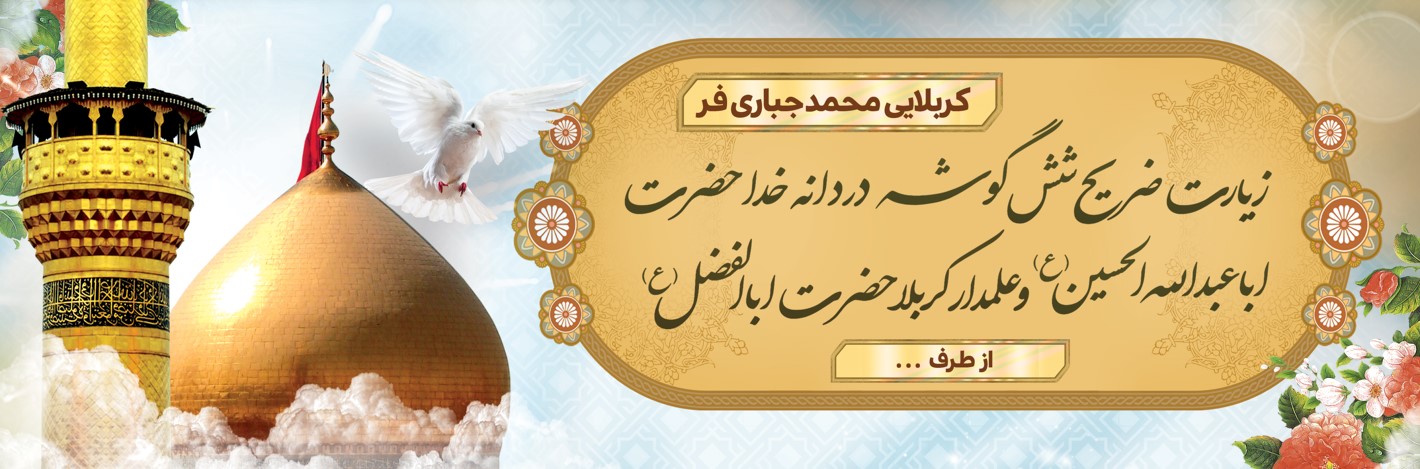 کربلایی محمد جباری فر
زیارت ضریح شش گوشه دردانه خدا حضرت
اباعبدالله الحسین (ع) و علمدار کربلا حضرت اباالفضل (ع)
از طرف ...